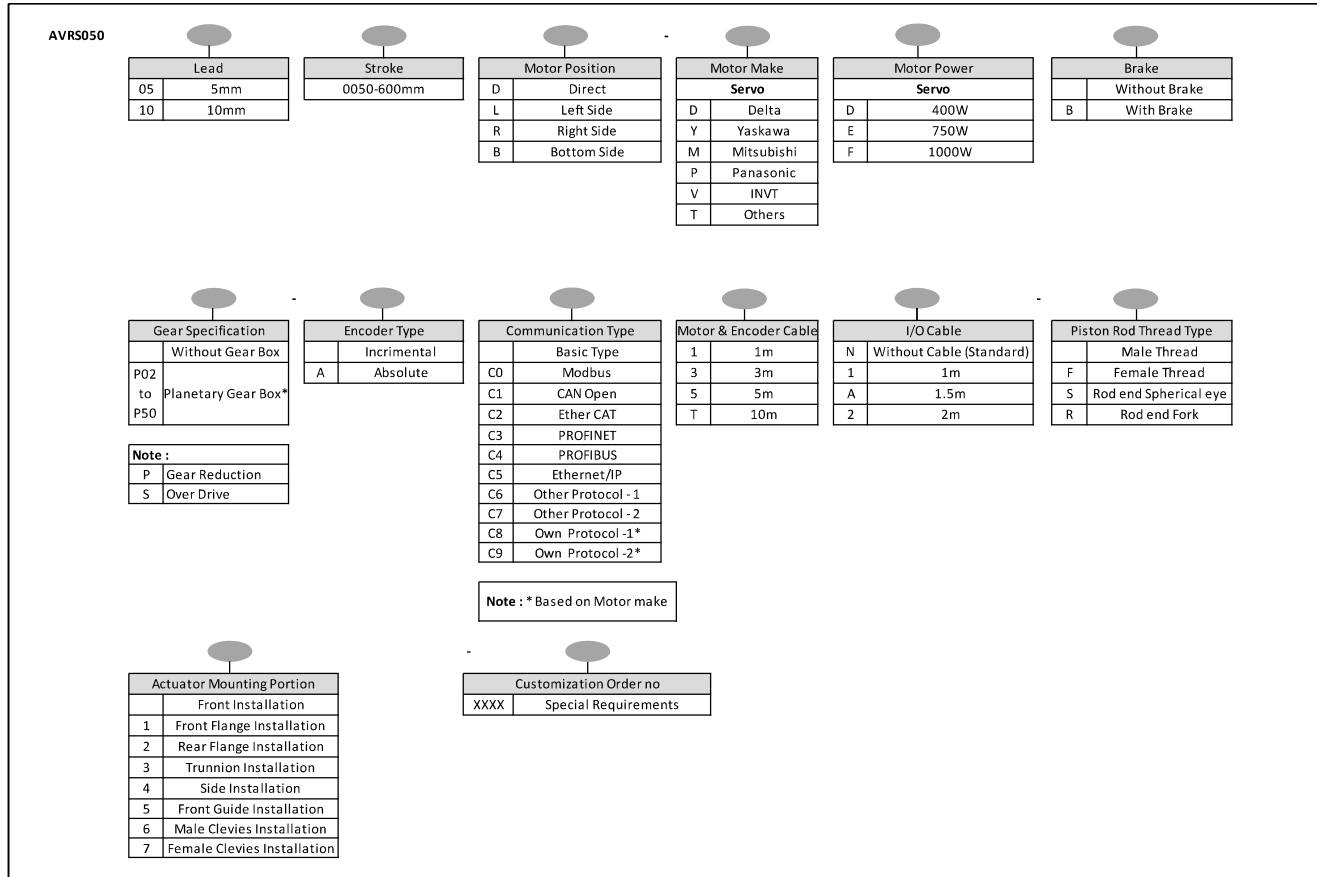 AVRS050
-
Lead
05 5mm
10 10mm
Stroke
0050-600mm
Motor Position
D Direct
L Left Side
R Right Side
B Bottom Side
Motor Make
Servo
D Delta
Y Yaskawa
M Mitsubishi
P Panasonic
V INVT
T Others
Motor Power
Servo
D 400W
E 750W
F 1000W
Brake
Without Brake
B With Brake
-
-
Gear Specification
Without Gear Box
P02
to Planetary Gear Box*
P50
Note :
P Gear Reduction
S Over Drive
Encoder Type
Incrimental
A Absolute
Communication Type
Basic Type
C0 Modbus
C1 CAN Open
C2 Ether CAT
C3 PROFINET
C4 PROFIBUS
C5 Ethernet/IP
C6 Other Protocol - 1
C7 Other Protocol - 2
C8 Own Protocol -1*
C9 Own Protocol -2*
Note : * Based on Motor make
Motor & Encoder Cable
1 1m
3 3m
5 5m
T 10m
I/O Cable
N Without Cable (Standard)
1 1m
A 1.5m
2 2m
Piston Rod Thread Type
Male Thread
F Female Thread
S Rod end Spherical eye
R Rod end Fork
-
Actuator Mounting Portion
Front Installation
1 Front Flange Installation
2 Rear Flange Installation
3 Trunnion Installation
4 Side Installation
5 Front Guide Installation
6 Male Clevies Installation
7 Female Clevies Installation
Customization Order no
XXXX Special Requirements